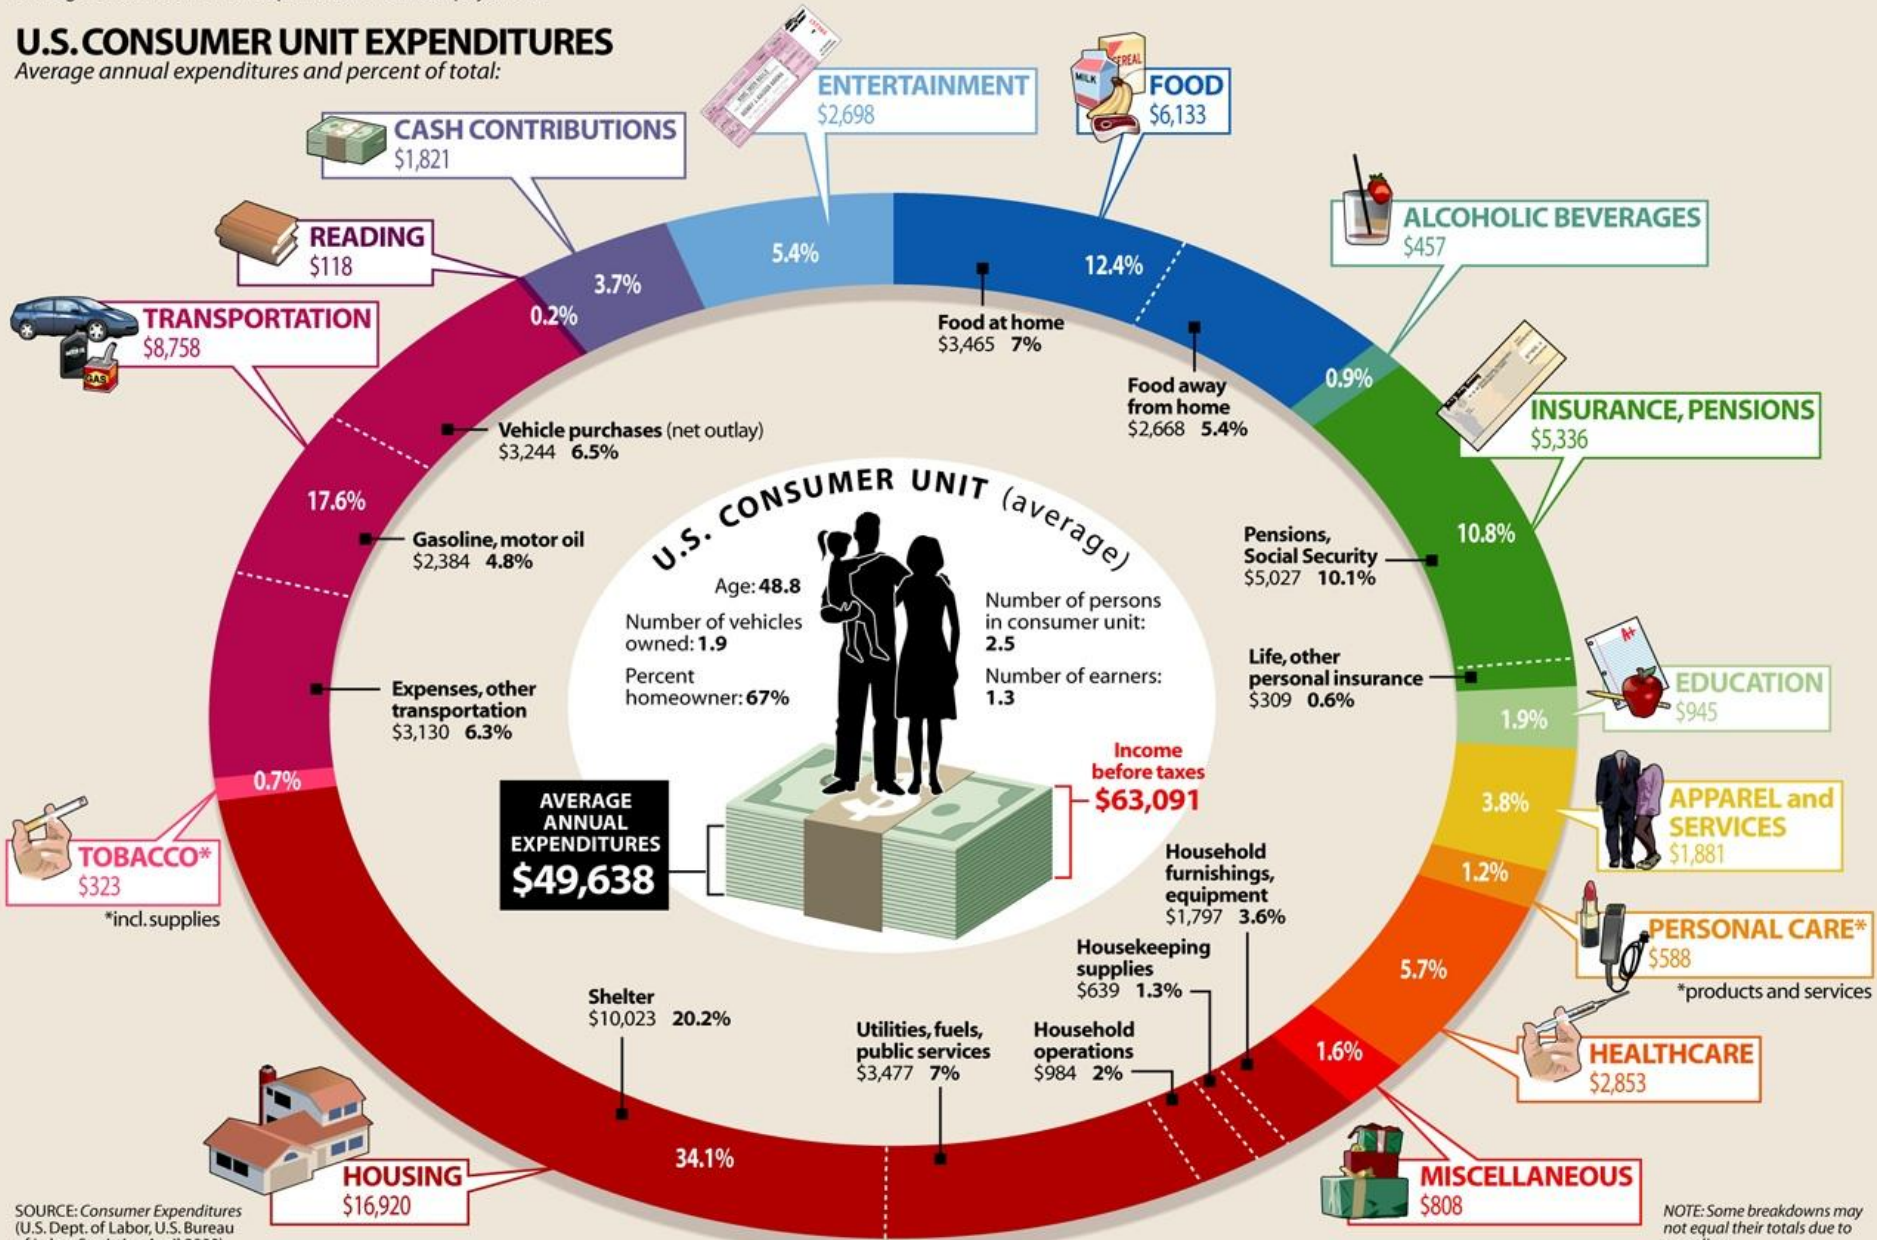 U.S. CONSUMER UNIT EXPENDITURES
Average annual expenditures and percent of total:
ENTERTAINMENT
$2,698
MILK
CEREAL
FOOD
$6,133
CASH CONTRIBUTIONS
$1,821
ALCOHOLIC BEVERAGES
$457
READING
$118
TRANSPORTATION
$8,758
GAS
INSURANCE, PENSIONS
$5,336
5.4%
12.4%
3.7%
0.2%
0.9%
17.6%
10.8%
1.9%
0.7%
3.8%
1.2%
5.7%
1.6%
34.1%
Food at home
$3,465 7%
Food away
from home
$2,668 5.4%
Vehicle purchases (net outlay)
$3,244 6.5%
Gasoline, motor oil
$2,384 4.8%
Expenses, other
transportation
$3,130 6.3%
Pensions,
Social Security
$5,027 10.1%
Life, other
personal insurance
$309 0.6%
U.S. CONSUMER UNIT (average)
Age: 48.8
Number of vehicles
owned: 1.9
Percent
homeowner: 67%
Number of persons
in consumer unit:
2.5
Number of earners:
1.3
Income
before taxes
$63,091
AVERAGE
ANNUAL
EXPENDITURES
$49,638
A+
EDUCATION
$945
APPAREL and
SERVICES
$1,881
PERSONAL CARE*
$588
*products and services
HEALTHCARE
$2,853
TOBACCO*
$323
*incl. supplies
Household
furnishings,
equipment
$1,797 3.6%
Housekeeping
supplies
$639 1.3%
Household
operations
$984 2%
Utilities, fuels,
public services
$3,477 7%
Shelter
$10,023 20.2%
HOUSING
$16,920
MISCELLANEOUS
$808
SOURCE: Consumer Expenditures
(U.S. Dept. of Labor, U.S. Bureau
NOTE: Some breakdowns may
not equal their totals due to